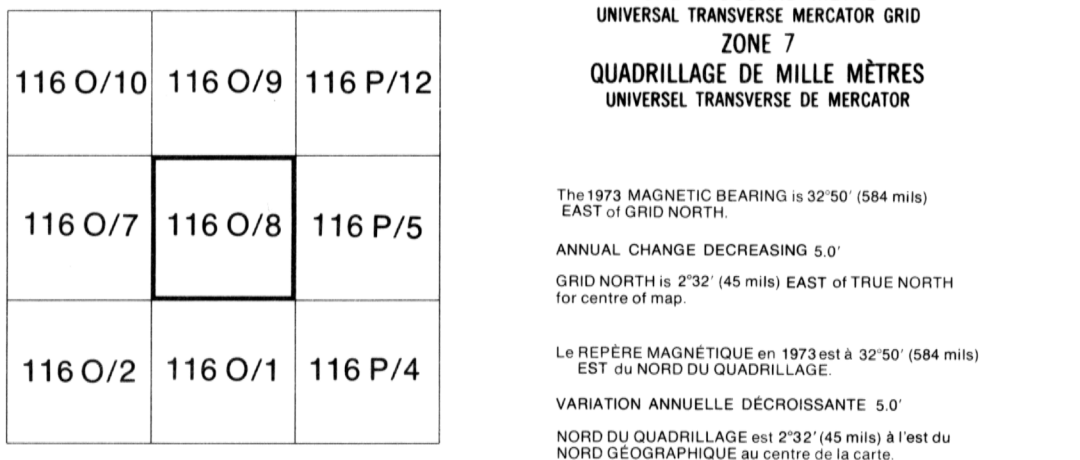 116 O/10 116 O/9 116 P/12
116 O/7 116 O/8 116 P/5
116 O/2 116 O/1 116 P/4
UNIVERSAL TRANSVERSE MERCATOR GRID
ZONE 7
QUADRILLAGE DE MILLE MÈTRES
UNIVERSEL TRANSVERSE DE MERCATOR
The 1973 MAGNETIC BEARING is 32°50′ (584 mils)
EAST of GRID NORTH.
ANNUAL CHANGE DECREASING 5.0′
GRID NORTH is 2°32′ (45 mils) EAST of TRUE NORTH
for centre of map.
Le REPÈRE MAGNÉTIQUE en 1973 est à 32°50′ (584 mils)
EST du NORD DU QUADRILLAGE.
VARIATION ANNUELLE DÉCROISSANTE 5.0′
NORD DU QUADRILLAGE est 2°32′ (45 mils) à l'est du
NORD GÉOGRAPHIQUE au centre de la carte.